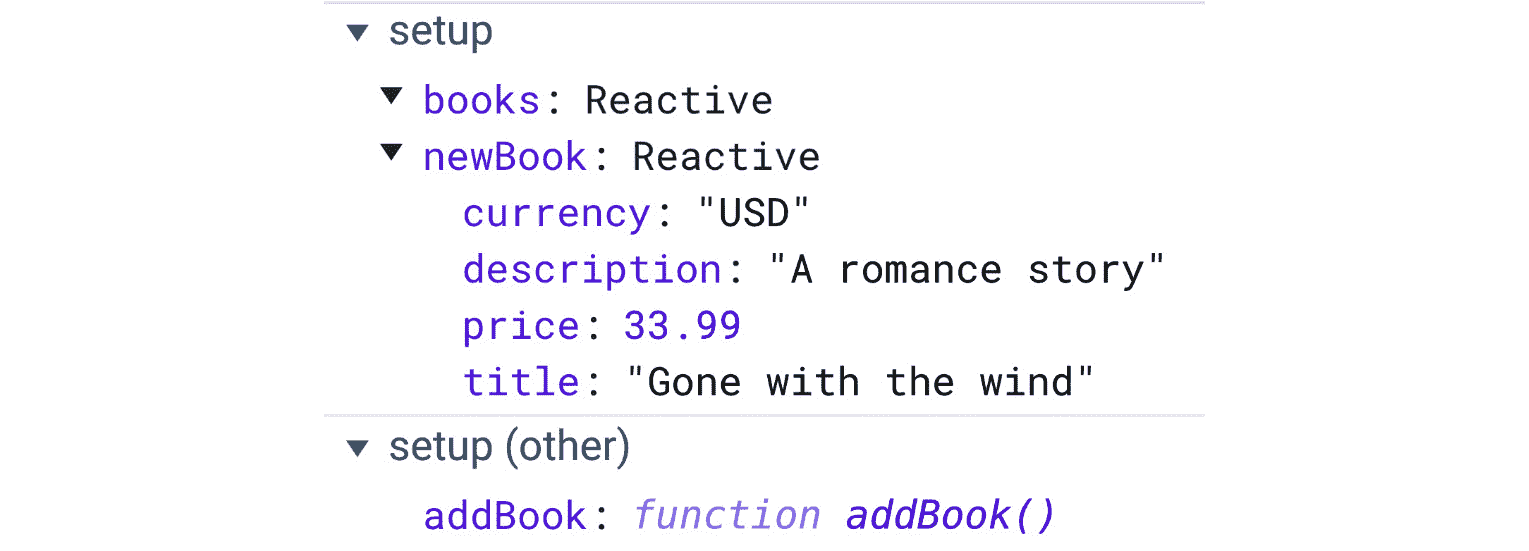 setup
books: Reactive
newBook: Reactive
currency: "USD"
description: "A romance story"
price: 33.99
title: "Gone with the wind"
setup (other)
addBook: function addBook()